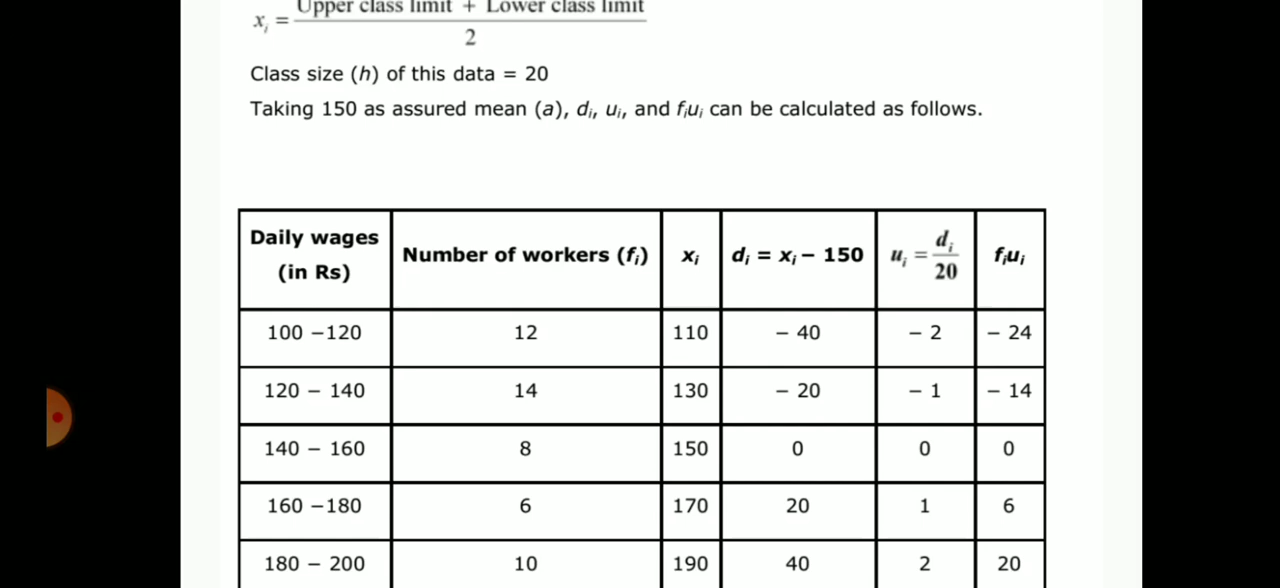 xᵢ = Upper class limit + Lower class limit
2
Class size (h) of this data = 20
Taking 150 as assured mean (a), dᵢ, uᵢ, and fᵢuᵢ can be calculated as follows.
Daily wages (in Rs) Number of workers (fᵢ) xᵢ dᵢ = xᵢ – 150 uᵢ = dᵢ/20 fᵢuᵢ
100 –120 12 110 – 40 – 2 – 24
120 – 140 14 130 – 20 – 1 – 14
140 – 160 8 150 0 0 0
160 –180 6 170 20 1 6
180 – 200 10 190 40 2 20